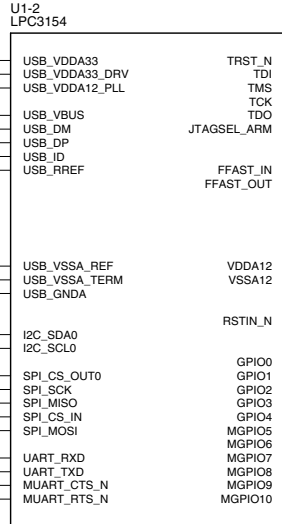 U1-2
LPC3154
USB_VDDA33 TRST_N
USB_VDDA33_DRV TDI
USB_VDDA12_PLL TMS
TCK
USB_VBUS TDO
USB_DM JTAGSEL_ARM
USB_DP
USB_ID
USB_RREF FFAST_IN
FFAST_OUT
USB_VSSA_REF VDDA12
USB_VSSA_TERM VSSA12
USB_GNDA
RSTIN_N
I2C_SDA0
I2C_SCL0
GPIO0
SPI_CS_OUT0 GPIO1
SPI_SCK GPIO2
SPI_MISO GPIO3
SPI_CS_IN GPIO4
SPI_MOSI MGPIO5
MGPIO6
UART_RXD MGPIO7
UART_TXD MGPIO8
MUART_CTS_N MGPIO9
MUART_RTS_N MGPIO10